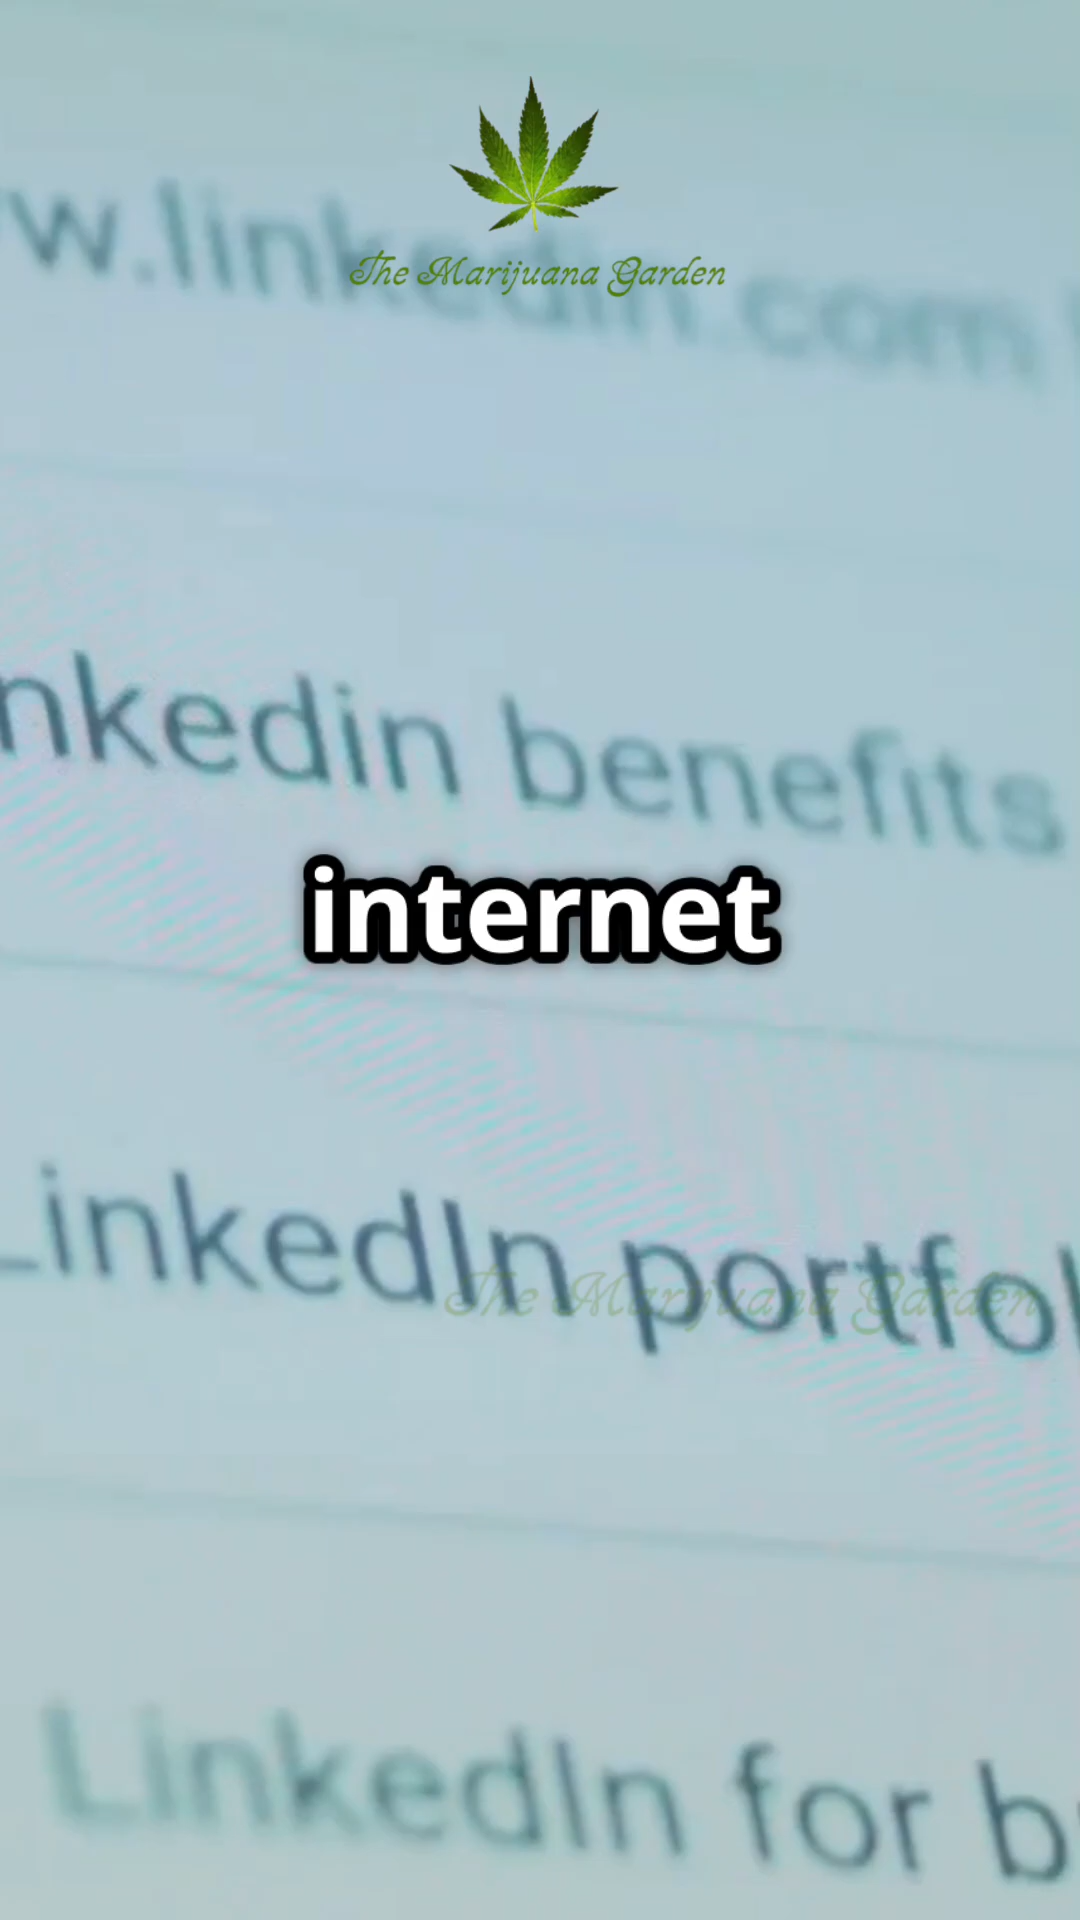 w.linkedin.com
The Marijuana Garden
nkedin benefits
internet
LinkedIn portfol
The Marijuana Garden
LinkedIn for b